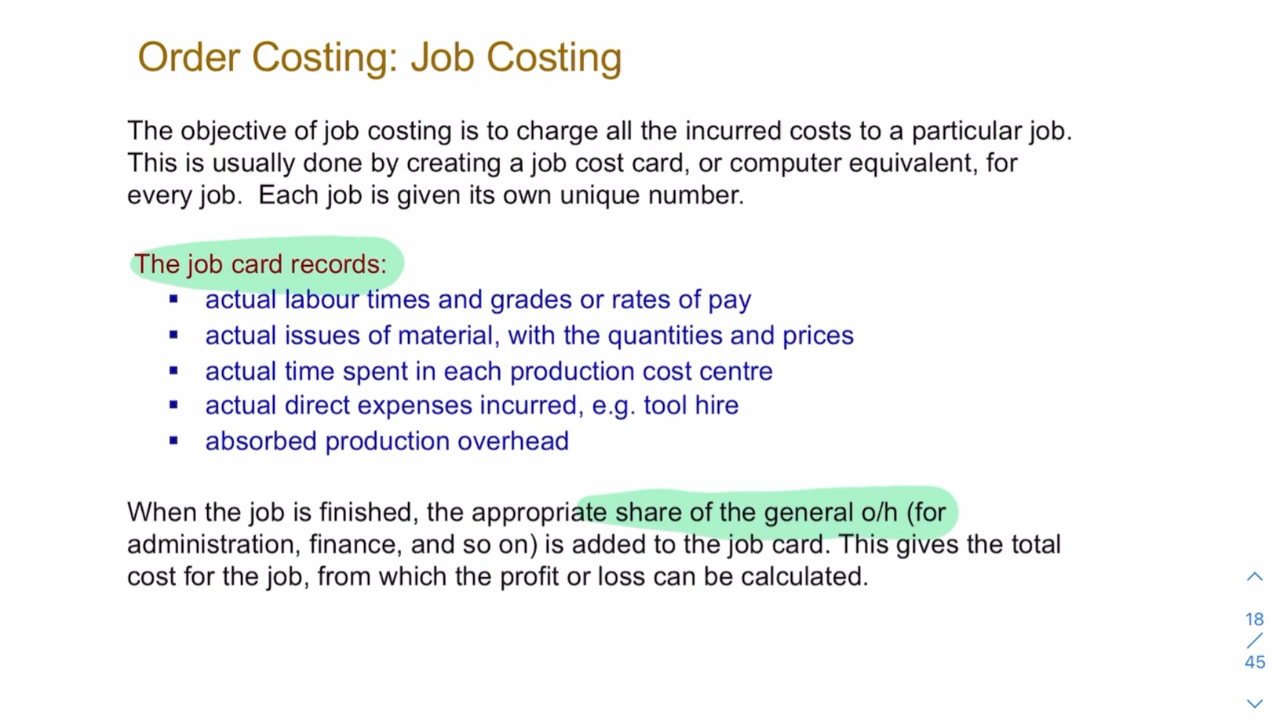 Order Costing: Job Costing
The objective of job costing is to charge all the incurred costs to a particular job.
This is usually done by creating a job cost card, or computer equivalent, for
every job.  Each job is given its own unique number.
The job card records:
▪ actual labour times and grades or rates of pay
▪ actual issues of material, with the quantities and prices
▪ actual time spent in each production cost centre
▪ actual direct expenses incurred, e.g. tool hire
▪ absorbed production overhead
When the job is finished, the appropriate share of the general o/h (for
administration, finance, and so on) is added to the job card. This gives the total
cost for the job, from which the profit or loss can be calculated.
18
/
45